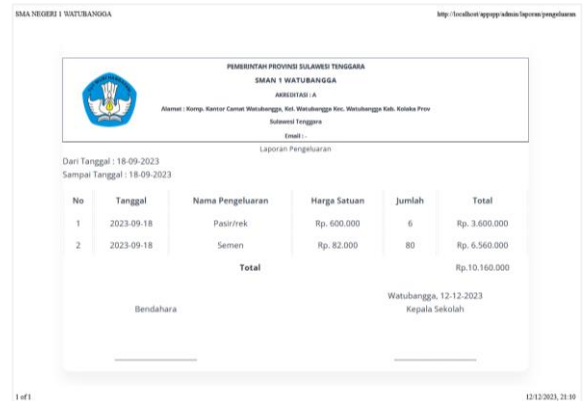 SMA NEGERI 1 WATUBANGGA http://localhost/appspp/admin/laporan/pengeluaran
PEMERINTAH PROVINSI SULAWESI TENGGARA
SMAN 1 WATUBANGGA
AKREDITASI : A
Alamat : Komp. Kantor Camat Watubangga, Kel. Watubangga Kec. Watubangga Kab. Kolaka Prov
Sulawesi Tenggara
Email : -
Laporan Pengeluaran
Dari Tanggal : 18-09-2023
Sampai Tanggal : 18-09-2023
No Tanggal Nama Pengeluaran Harga Satuan Jumlah Total
1 2023-09-18 Pasir/rek Rp. 600.000 6 Rp. 3.600.000
2 2023-09-18 Semen Rp. 82.000 80 Rp. 6.560.000
Total Rp.10.160.000
Watubangga, 12-12-2023
Bendahara Kepala Sekolah
1 of 1 12/12/2023, 21:10